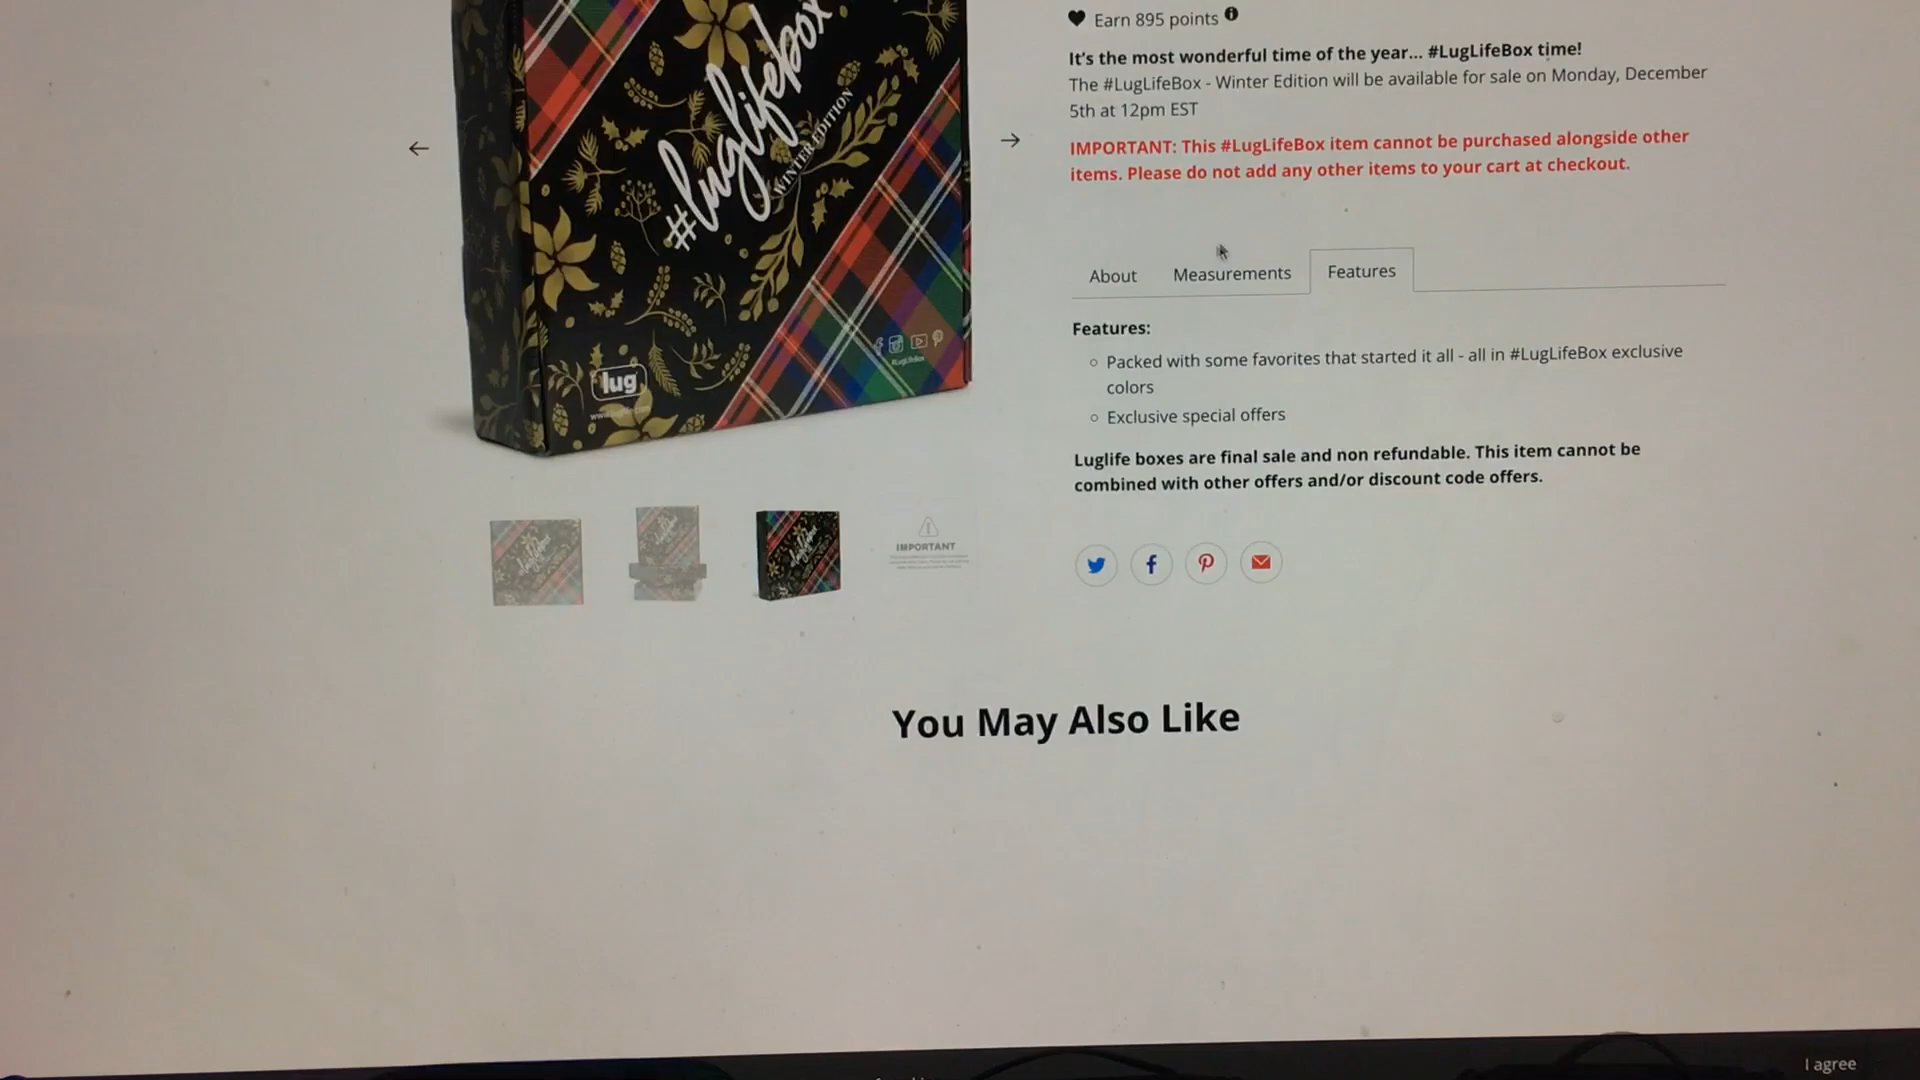 #luglifebox
WINTER EDITION
lug
#LugLifeBox
Earn 895 points
It's the most wonderful time of the year... #LugLifeBox time!
The #LugLifeBox - Winter Edition will be available for sale on Monday, December
5th at 12pm EST
IMPORTANT: This #LugLifeBox item cannot be purchased alongside other
items. Please do not add any other items to your cart at checkout.
About Measurements Features
Features:
Packed with some favorites that started it all - all in #LugLifeBox exclusive
colors
Exclusive special offers
Luglife boxes are final sale and non refundable. This item cannot be
combined with other offers and/or discount code offers.
IMPORTANT
You May Also Like
I agree